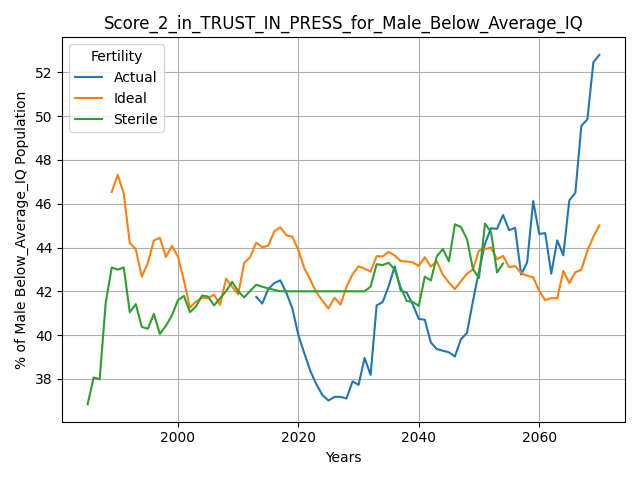 Score_2_in_TRUST_IN_PRESS_for_Male_Below_Average_IQ
Fertility
Actual
Ideal
Sterile
% of Male Below_Average_IQ Population
52
50
48
46
44
42
40
38
2000
2020
2040
2060
Years